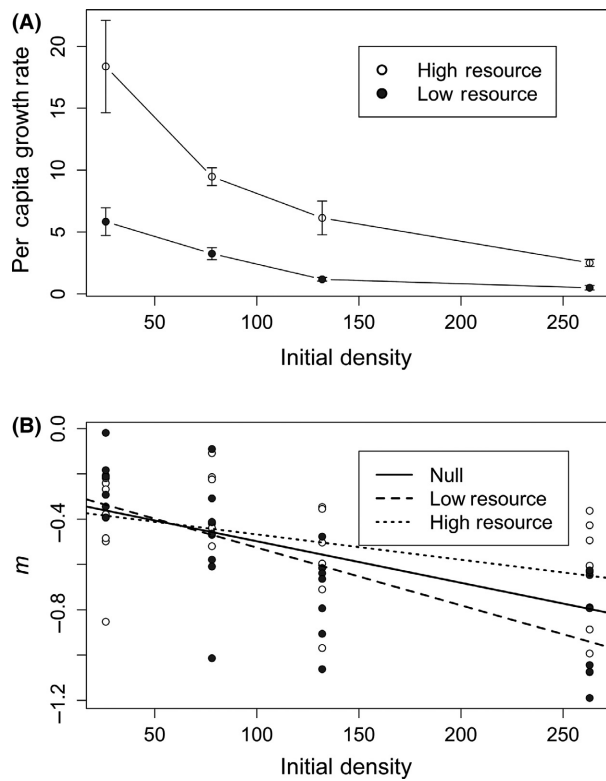 (A)
20
15
10
5
0
Per capita growth rate
High resource
Low resource
50 100 150 200 250
Initial density
(B)
0.0
−0.4
−0.8
−1.2
m
Null
Low resource
High resource
50 100 150 200 250
Initial density